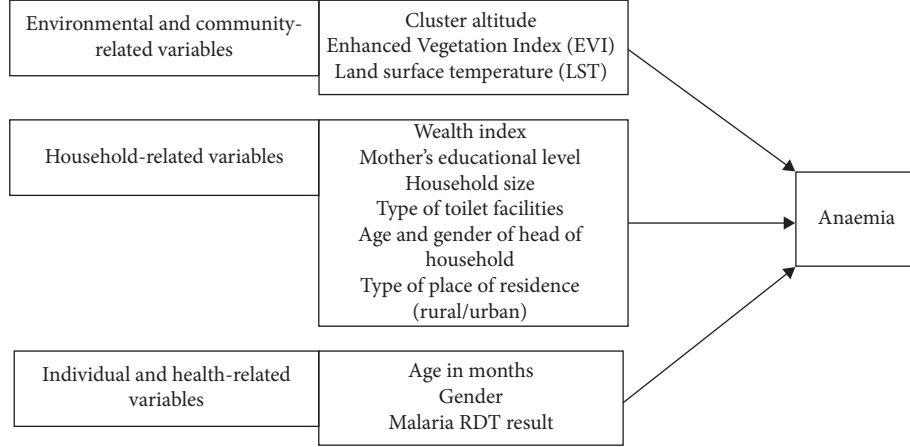 Environmental and community-
related variables
Cluster altitude
Enhanced Vegetation Index (EVI)
Land surface temperature (LST)
Household-related variables
Wealth index
Mother's educational level
Household size
Type of toilet facilities
Age and gender of head of
household
Type of place of residence
(rural/urban)
Individual and health-related
variables
Age in months
Gender
Malaria RDT result
Anaemia